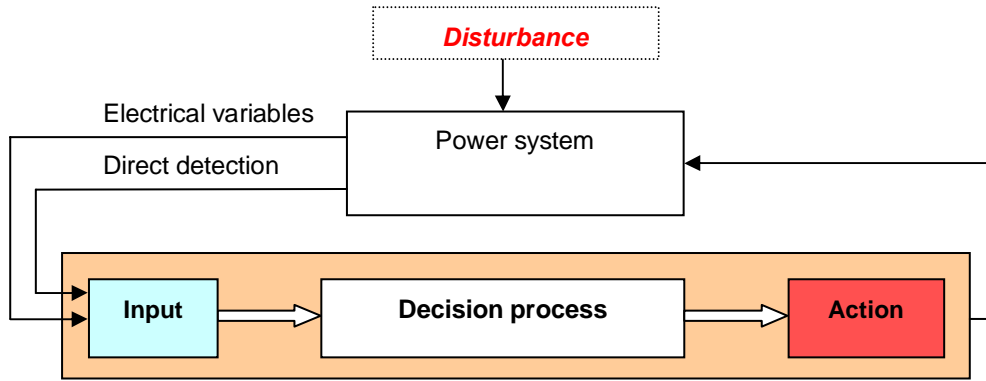 Disturbance
Electrical variables
Power system
Direct detection
Input
Decision process
Action